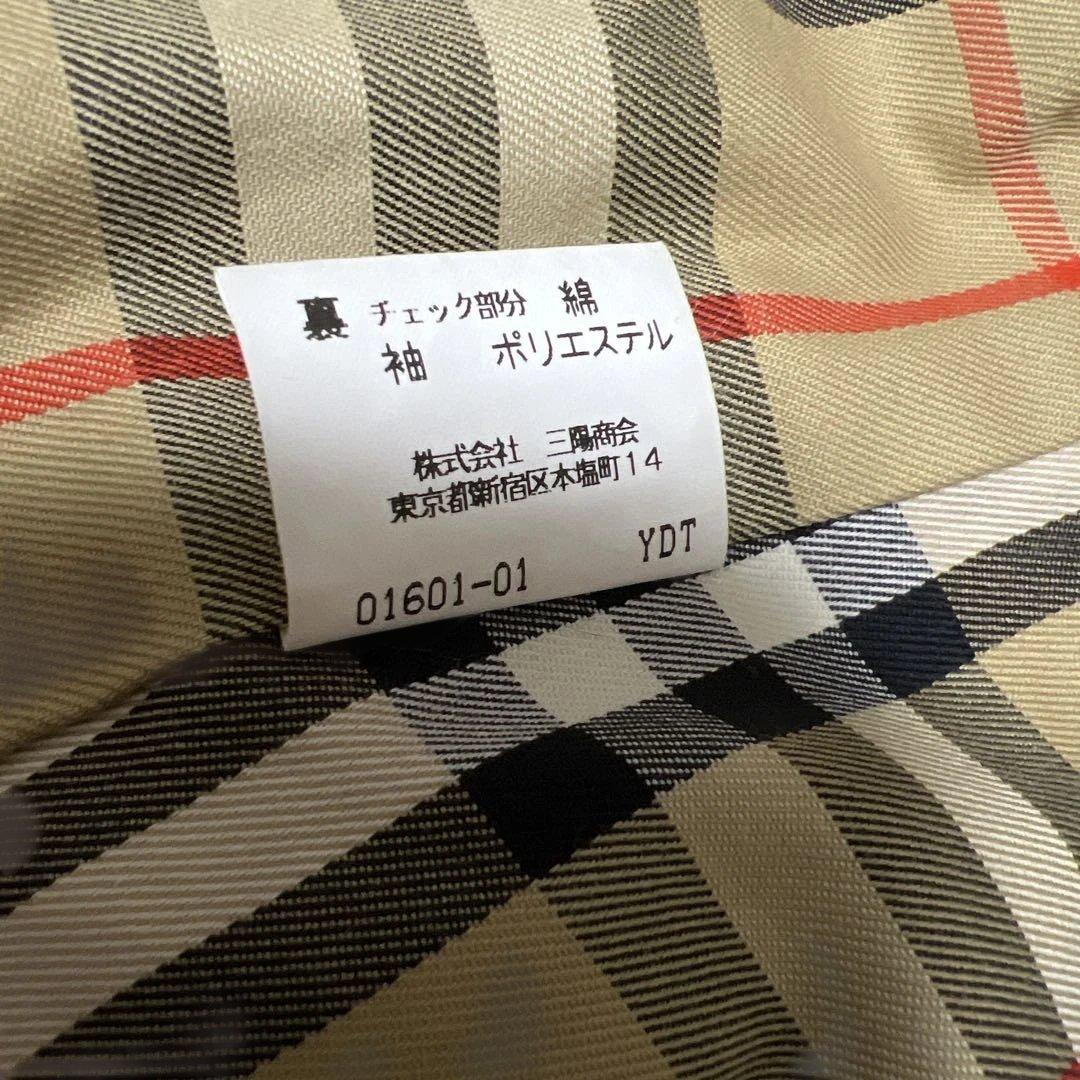 裏 チェック部分 綿
袖 ポリエステル
株式会社 三陽商会
東京都新宿区本塩町14
01601-01 YDT